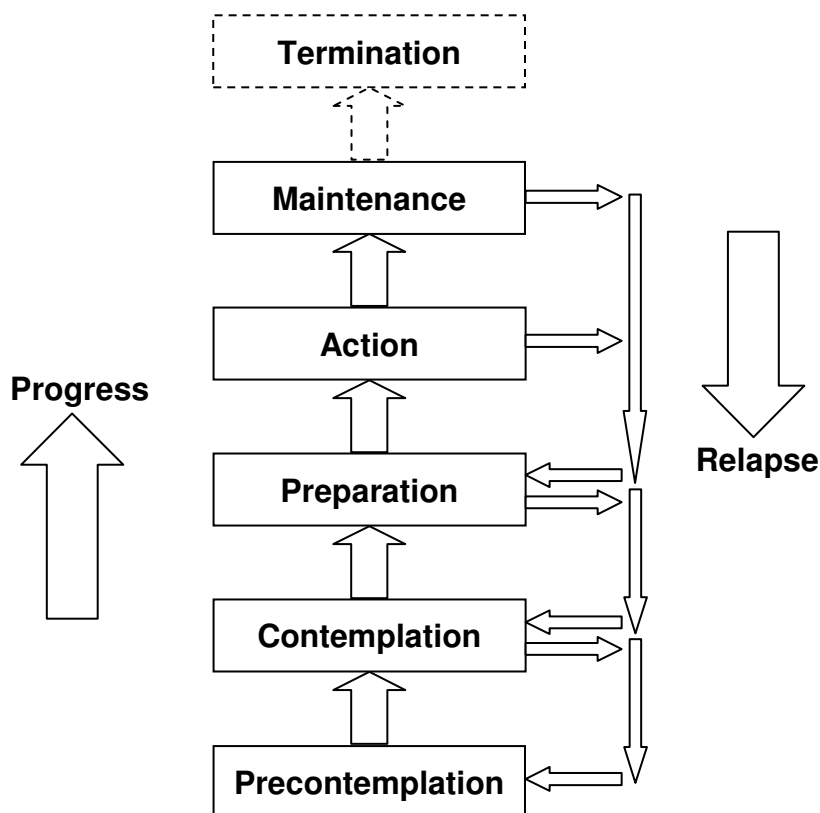 Termination
Maintenance
Action
Progress
Relapse
Preparation
Contemplation
Precontemplation